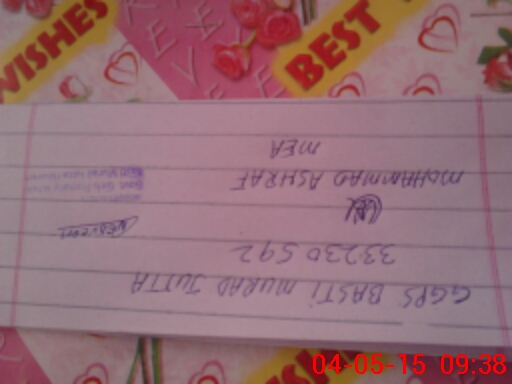 GGPS BASTI MURAD JUTTA
33230592
MOHAMMAD ASHRAF
MEA
WISHES
BEST
04-05-15 09:38